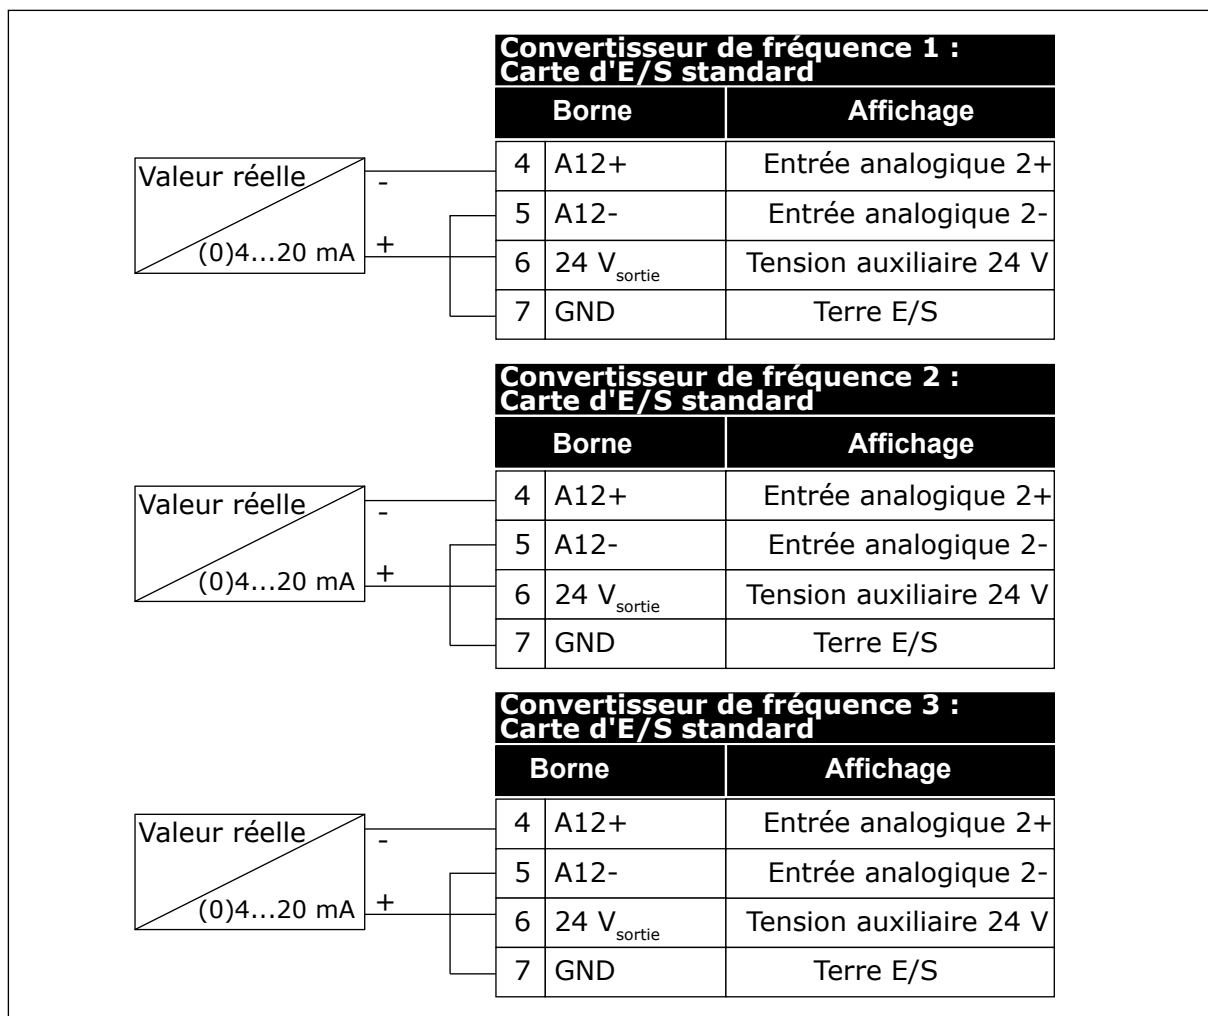 Convertisseur de fréquence 1 :
Carte d'E/S standard
Borne Affichage
Valeur réelle
(0)4...20 mA
-
+
4 A12+ Entrée analogique 2+
5 A12- Entrée analogique 2-
6 24 Vsortie Tension auxiliaire 24 V
7 GND Terre E/S
Convertisseur de fréquence 2 :
Carte d'E/S standard
Borne Affichage
Valeur réelle
(0)4...20 mA
-
+
4 A12+ Entrée analogique 2+
5 A12- Entrée analogique 2-
6 24 Vsortie Tension auxiliaire 24 V
7 GND Terre E/S
Convertisseur de fréquence 3 :
Carte d'E/S standard
Borne Affichage
Valeur réelle
(0)4...20 mA
-
+
4 A12+ Entrée analogique 2+
5 A12- Entrée analogique 2-
6 24 Vsortie Tension auxiliaire 24 V
7 GND Terre E/S